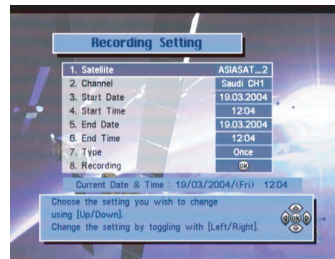 Recording Setting
1. Satellite ASIASAT_2
2. Channel Saudi CH1
3. Start Date 19.03.2004
4. Start Time 12:04
5. End Date 19.03.2004
6. End Time 12:04
7. Type Once
8. Recording OK
Current Date & Time : 19/03/2004/(Fri) 12:04
Choose the setting you wish to change
using [Up/Down].
Change the setting by toggling with [Left/Right].
OK